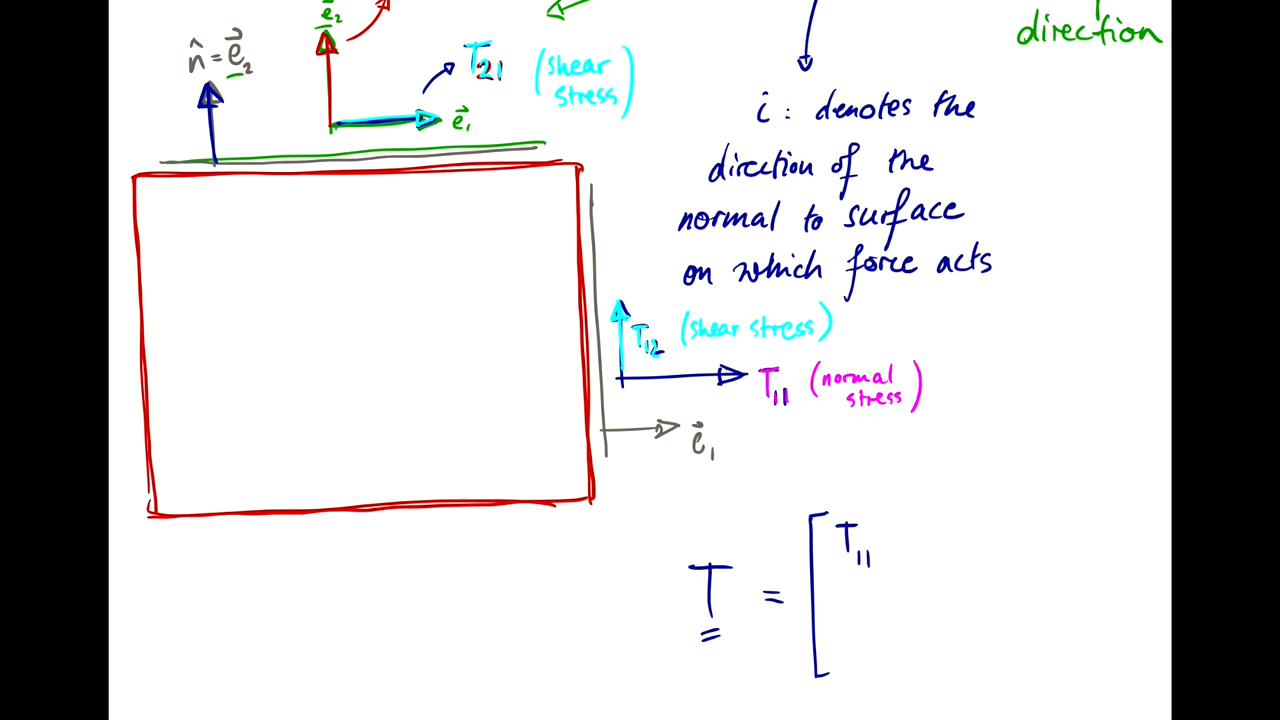 e⃗₂
direction
n̂ = e⃗₂
T₂₁ (shear stress)
e⃗₁
i : denotes the
direction of the
normal to surface
on which force acts
T₁₂ (shear stress)
T₁₁ (normal stress)
e⃗₁
T = [ T₁₁